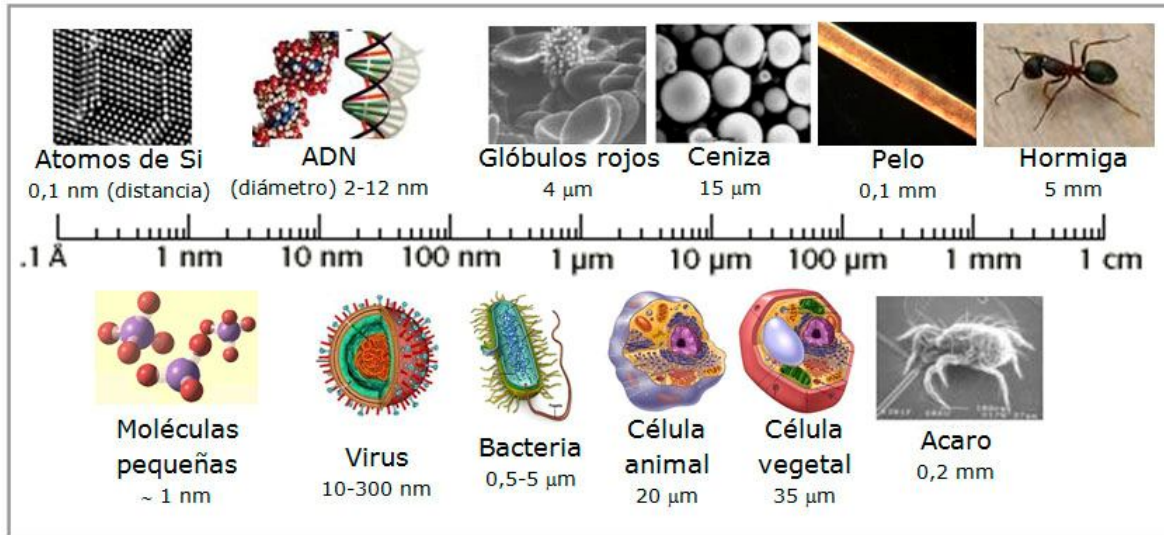 Atomos de Si
0,1 nm (distancia)
ADN
(diámetro) 2-12 nm
Glóbulos rojos
4 μm
Ceniza
15 μm
Pelo
0,1 mm
Hormiga
5 mm
.1 Å 1 nm 10 nm 100 nm 1 μm 10 μm 100 μm 1 mm 1 cm
Moléculas
pequeñas
~ 1 nm
Virus
10-300 nm
Bacteria
0,5-5 μm
Célula
animal
20 μm
Célula
vegetal
35 μm
Acaro
0,2 mm